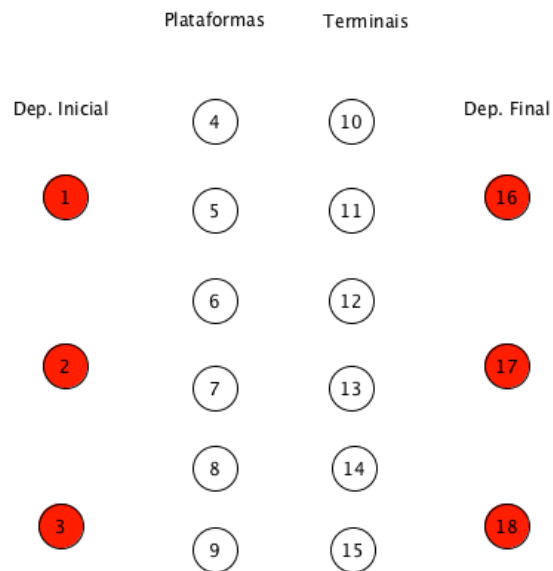 Plataformas Terminais
Dep. Inicial 4 10 Dep. Final
1 5 11 16
6 12
2 7 13 17
8 14
3 9 15 18